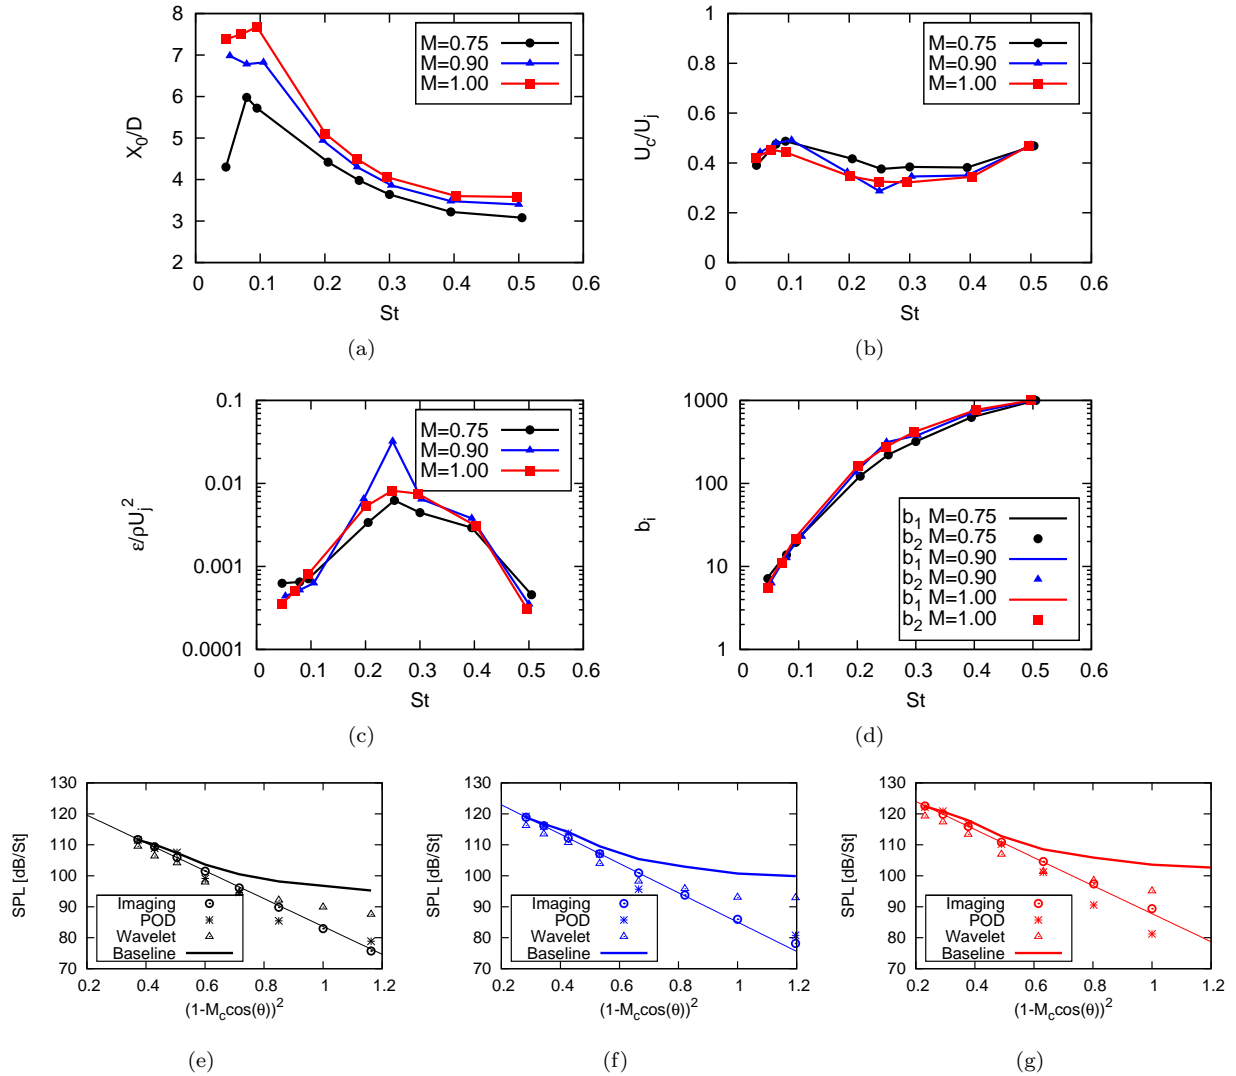 8
7
6
5
4
3
2
0
0.1
0.2
0.3
0.4
0.5
0.6
X0/D
St
M=0.75
M=0.90
M=1.00
(a)
1
0.8
0.6
0.4
0.2
0
0
0.1
0.2
0.3
0.4
0.5
0.6
Uc/Uj
St
M=0.75
M=0.90
M=1.00
(b)
0.1
0.01
0.001
0.0001
0
0.1
0.2
0.3
0.4
0.5
0.6
ε/ρUj2
St
M=0.75
M=0.90
M=1.00
(c)
1000
100
10
1
0
0.1
0.2
0.3
0.4
0.5
0.6
bi
St
b1 M=0.75
b2 M=0.75
b1 M=0.90
b2 M=0.90
b1 M=1.00
b2 M=1.00
(d)
130
120
110
100
90
80
70
0.2
0.4
0.6
0.8
1
1.2
SPL [dB/St]
(1-Mccos(θ))2
Imaging
POD
Wavelet
Baseline
(e)
130
120
110
100
90
80
70
0.2
0.4
0.6
0.8
1
1.2
SPL [dB/St]
(1-Mccos(θ))2
Imaging
POD
Wavelet
Baseline
(f)
130
120
110
100
90
80
70
0.2
0.4
0.6
0.8
1
1.2
SPL [dB/St]
(1-Mccos(θ))2
Imaging
POD
Wavelet
Baseline
(g)